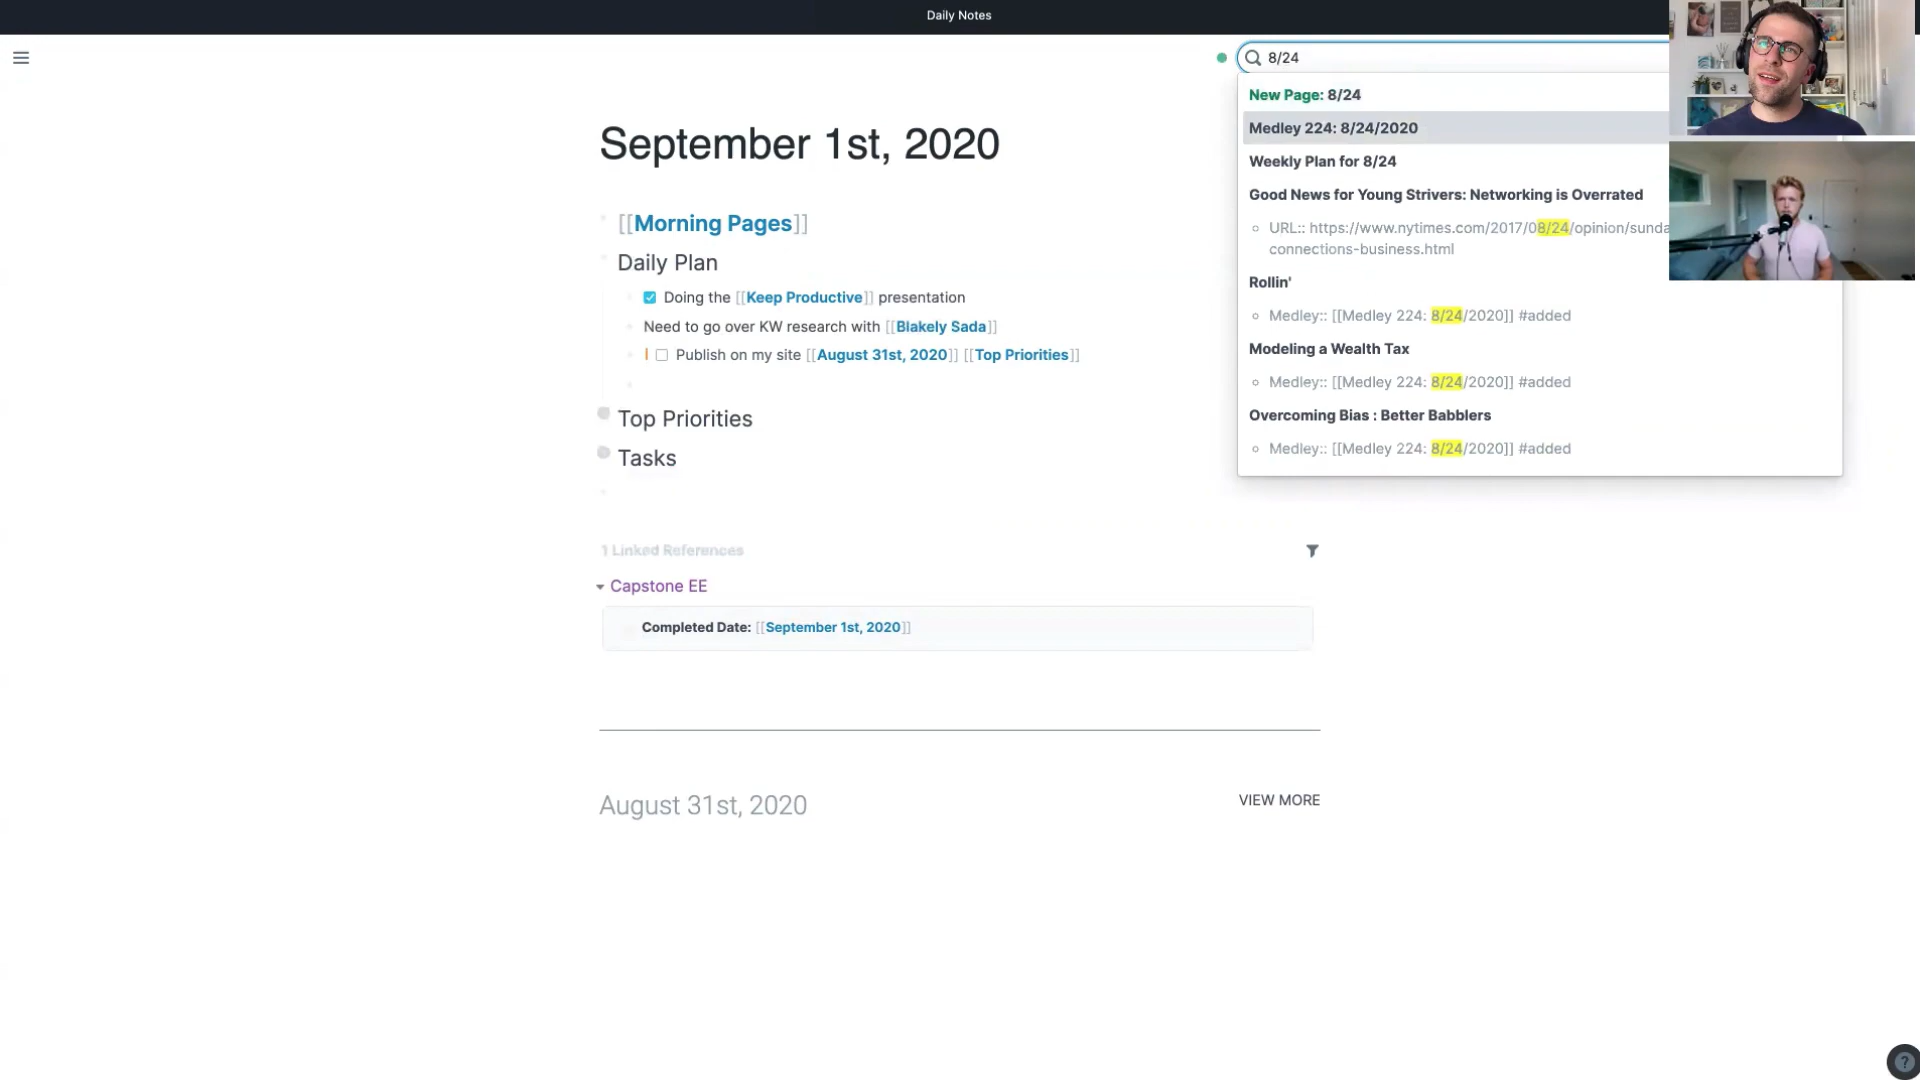 Daily Notes
8/24
New Page: 8/24
Medley 224: 8/24/2020
Weekly Plan for 8/24
Good News for Young Strivers: Networking is Overrated
URL:: https://www.nytimes.com/2017/08/24/opinion/sunda
connections-business.html
Rollin'
Medley:: [[Medley 224: 8/24/2020]] #added
Modeling a Wealth Tax
Medley:: [[Medley 224: 8/24/2020]] #added
Overcoming Bias : Better Babblers
Medley:: [[Medley 224: 8/24/2020]] #added
September 1st, 2020
[[Morning Pages]]
Daily Plan
Doing the [[Keep Productive]] presentation
Need to go over KW research with [[Blakely Sada]]
Publish on my site [[August 31st, 2020]] [[Top Priorities]]
Top Priorities
Tasks
1 Linked References
Capstone EE
Completed Date: [[September 1st, 2020]]
August 31st, 2020
VIEW MORE
?